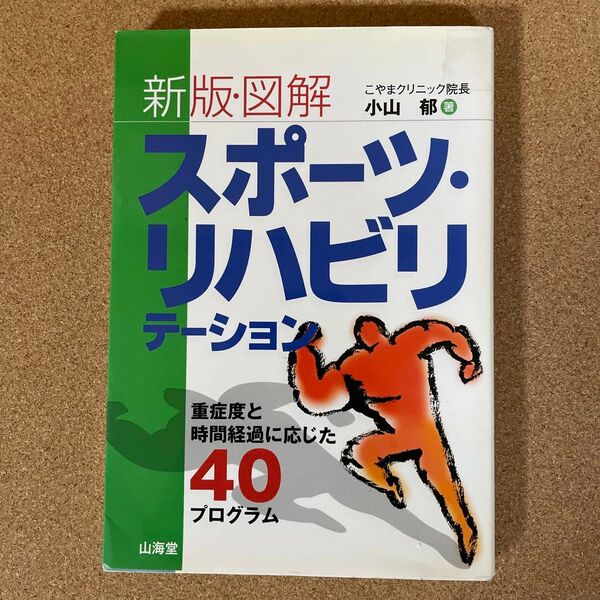 新版・図解
こやまクリニック院長
小山 郁 著
スポーツ・
リハビリ
テーション
重症度と
時間経過に応じた
40
プログラム
山海堂